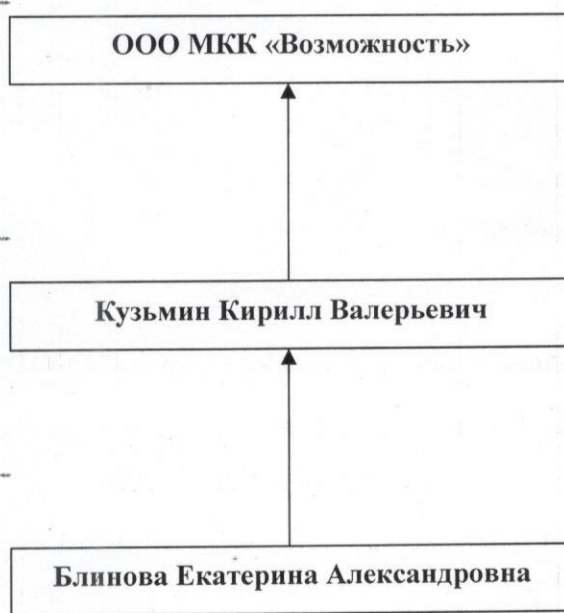 ООО МКК «Возможность»
Кузьмин Кирилл Валерьевич
Блинова Екатерина Александровна